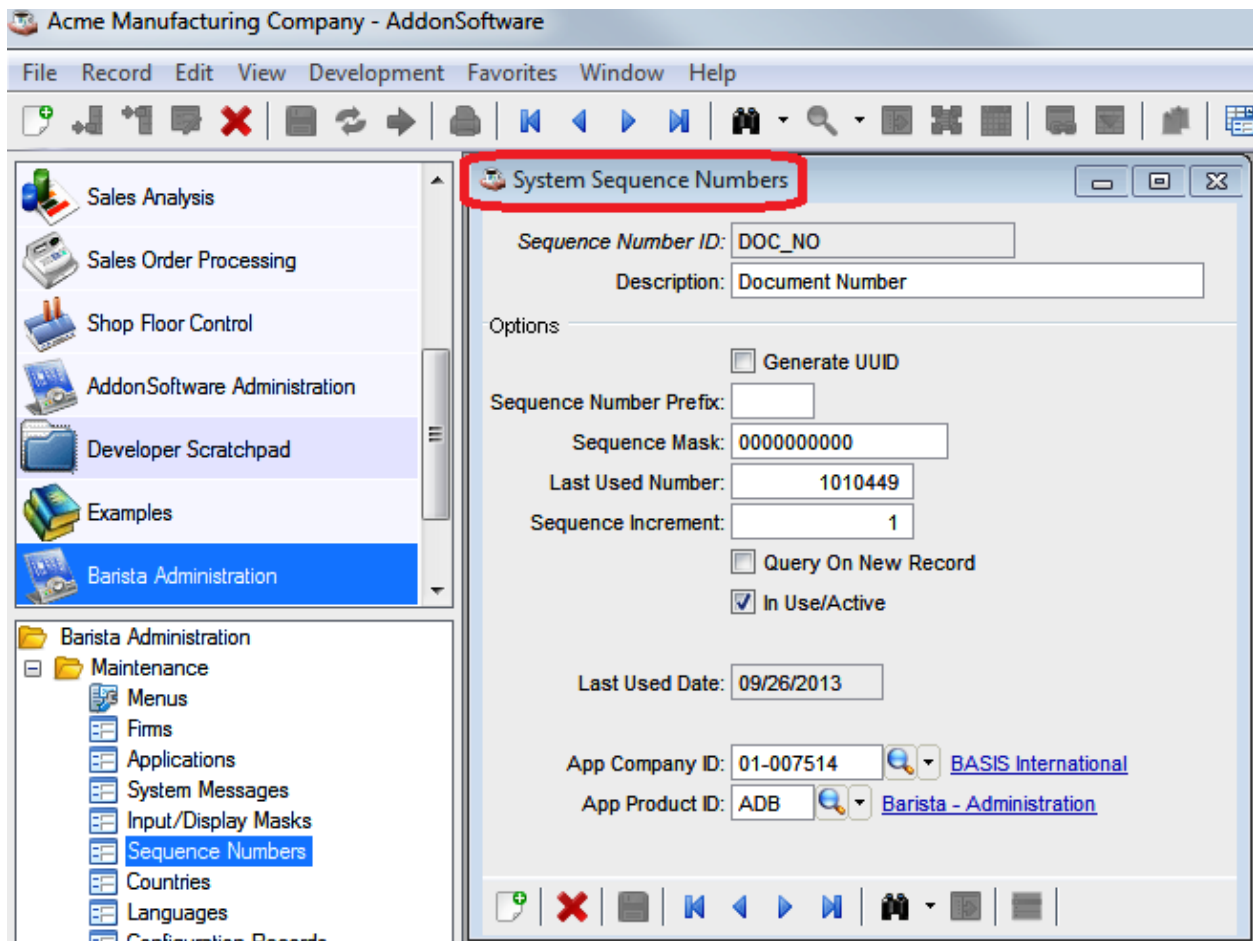 Acme Manufacturing Company - AddonSoftware
File Record Edit View Development Favorites Window Help
Sales Analysis
Sales Order Processing
Shop Floor Control
AddonSoftware Administration
Developer Scratchpad
Examples
Barista Administration
Barista Administration
Maintenance
Menus
Firms
Applications
System Messages
Input/Display Masks
Sequence Numbers
Countries
Languages
Configuration Records
System Sequence Numbers
Sequence Number ID: DOC_NO
Description: Document Number
Options
Generate UUID
Sequence Number Prefix:
Sequence Mask: 0000000000
Last Used Number: 1010449
Sequence Increment: 1
Query On New Record
In Use/Active
Last Used Date: 09/26/2013
App Company ID: 01-007514 BASIS International
App Product ID: ADB Barista - Administration